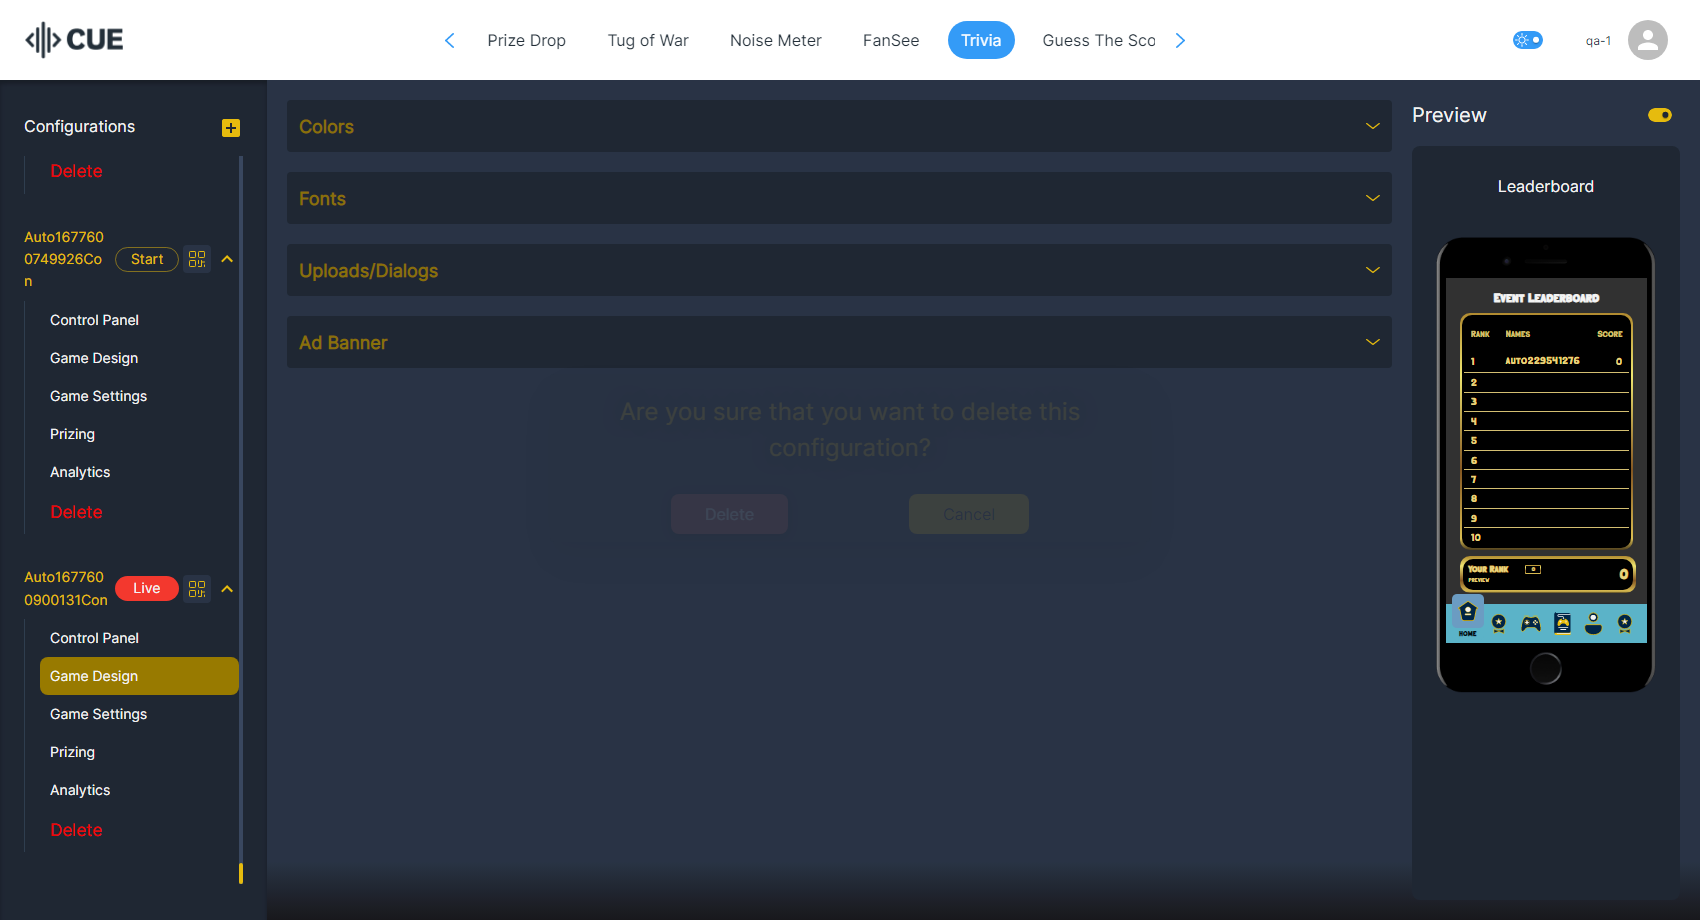 CUE
Prize Drop
Tug of War
Noise Meter
FanSee
Trivia
Guess The Sco
qa-1
Configurations
Delete
Auto167760
0749926Co
n
Start
Control Panel
Game Design
Game Settings
Prizing
Analytics
Delete
Auto167760
0900131Con
Live
Control Panel
Game Design
Game Settings
Prizing
Analytics
Delete
Colors
Fonts
Uploads/Dialogs
Ad Banner
Are you sure that you want to delete this
configuration?
Delete
Cancel
Preview
Leaderboard
Event Leaderboard
Rank Names Score
1 auto229541276 0
2
3
4
5
6
7
8
9
10
Your Rank
0
Preview
Home